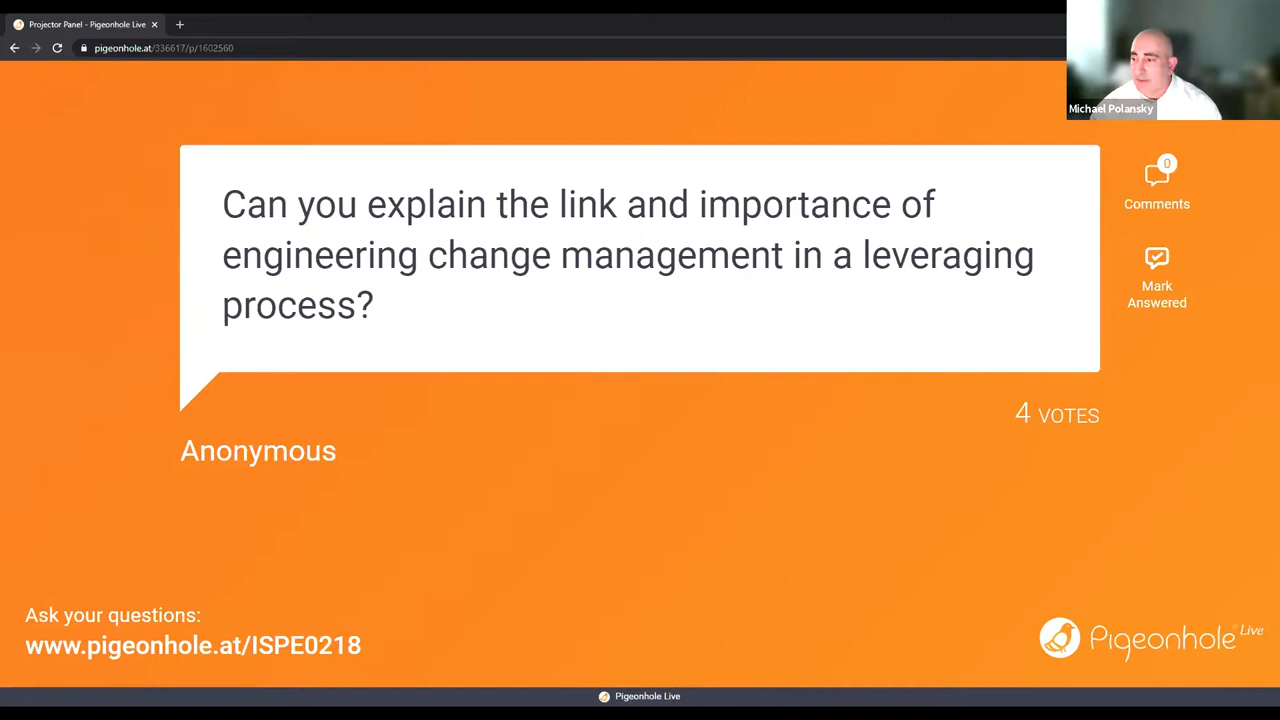 Projector Panel - Pigeonhole Live
pigeonhole.at/336617/p/1602560
Michael Polansky
Can you explain the link and importance of
engineering change management in a leveraging
process?
0
Comments
Mark
Answered
4 VOTES
Anonymous
Ask your questions:
www.pigeonhole.at/ISPE0218
Pigeonhole Live
Pigeonhole Live